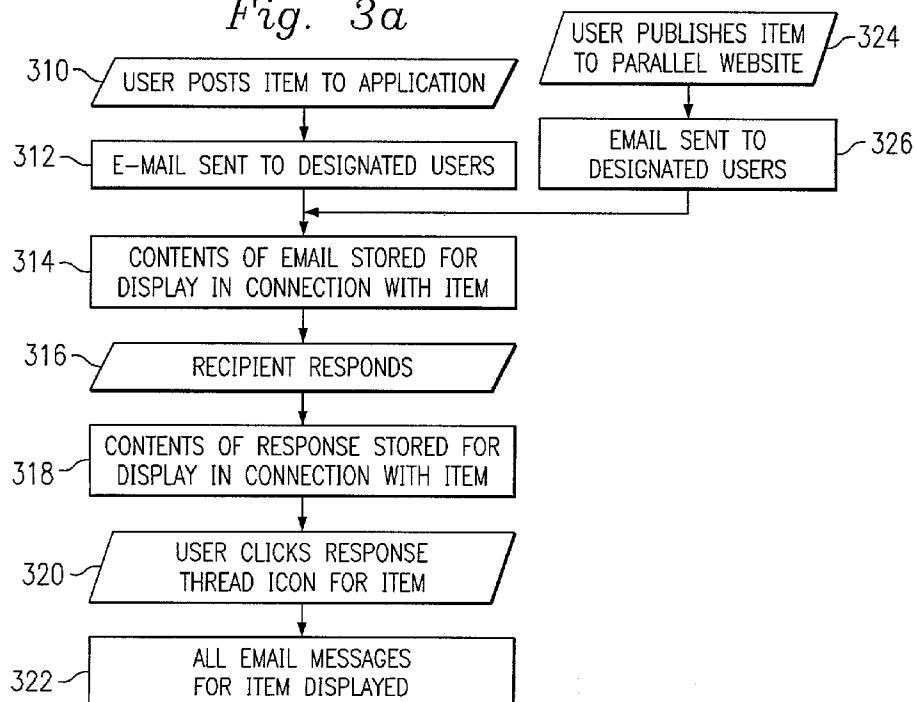 Fig. 3a
310
USER POSTS ITEM TO APPLICATION
312
E-MAIL SENT TO DESIGNATED USERS
324
USER PUBLISHES ITEM
TO PARALLEL WEBSITE
326
EMAIL SENT TO
DESIGNATED USERS
314
CONTENTS OF EMAIL STORED FOR
DISPLAY IN CONNECTION WITH ITEM
316
RECIPIENT RESPONDS
318
CONTENTS OF RESPONSE STORED FOR
DISPLAY IN CONNECTION WITH ITEM
320
USER CLICKS RESPONSE
THREAD ICON FOR ITEM
322
ALL EMAIL MESSAGES
FOR ITEM DISPLAYED